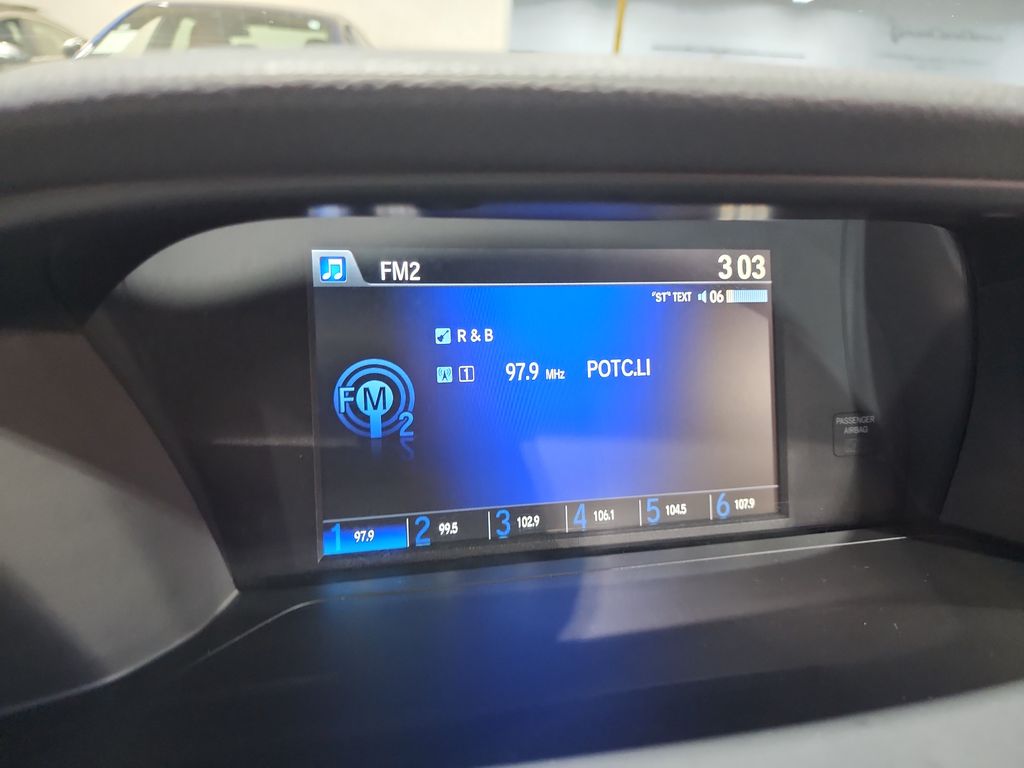 FM2 3 03
"ST" TEXT 06
R & B
1 97.9 MHz POTC.LI
FM2
1 97.9 2 99.5 3 102.9 4 106.1 5 104.5 6 107.9
PASSENGER
AIRBAG